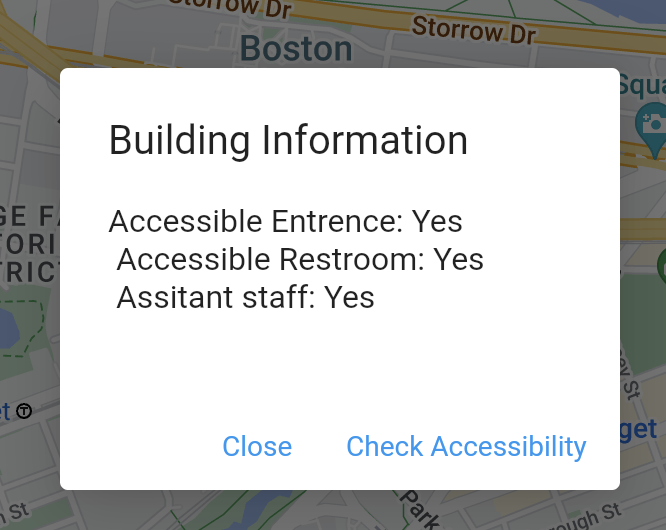 Storrow Dr
Storrow Dr
Boston
Squa
Building Information
GE FA
TORI
TRICT
Accessible Entrence: Yes
Accessible Restroom: Yes
Assitant staff: Yes
ey St
et
get
Close
Check Accessibility
St
Park
ough St